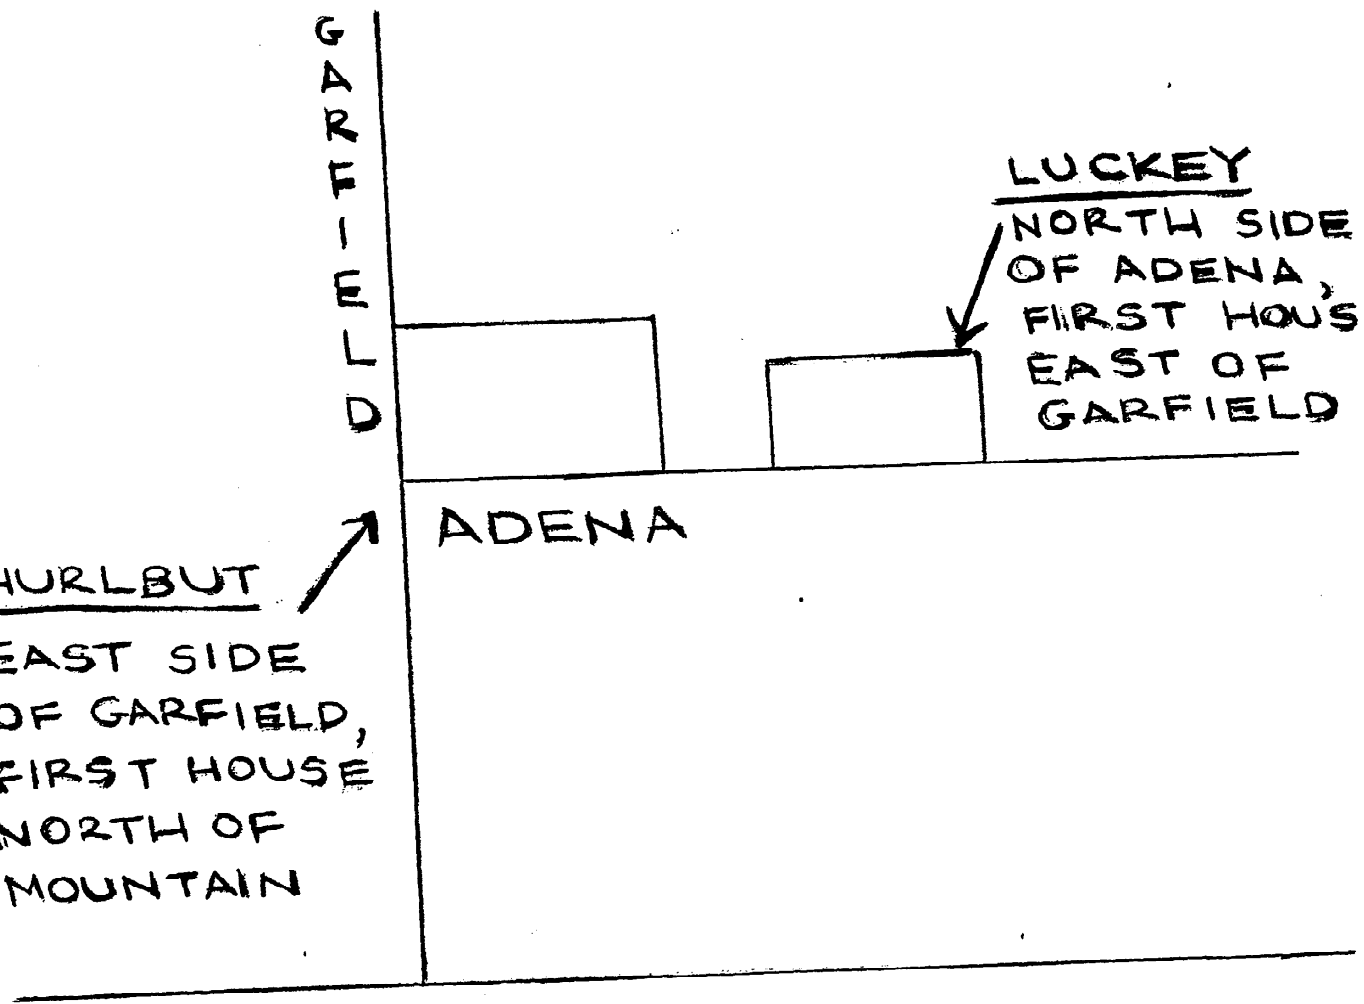 GARFIELD
LUCKEY
NORTH SIDE
OF ADENA,
FIRST HOUS
EAST OF
GARFIELD
ADENA
HURLBUT
EAST SIDE
OF GARFIELD,
FIRST HOUSE
NORTH OF
MOUNTAIN